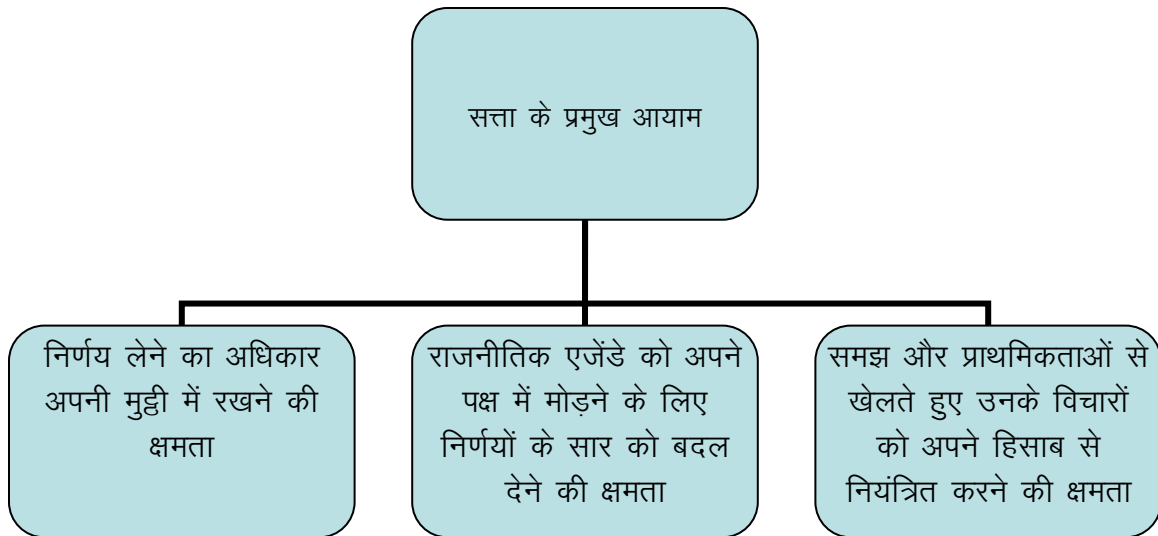 सत्ता के प्रमुख आयाम
निर्णय लेने का अधिकार
अपनी मुट्ठी में रखने की
क्षमता
राजनीतिक एजेंडे को अपने
पक्ष में मोड़ने के लिए
निर्णयों के सार को बदल
देने की क्षमता
समझ और प्राथमिकताओं से
खेलते हुए उनके विचारों
को अपने हिसाब से
नियंत्रित करने की क्षमता